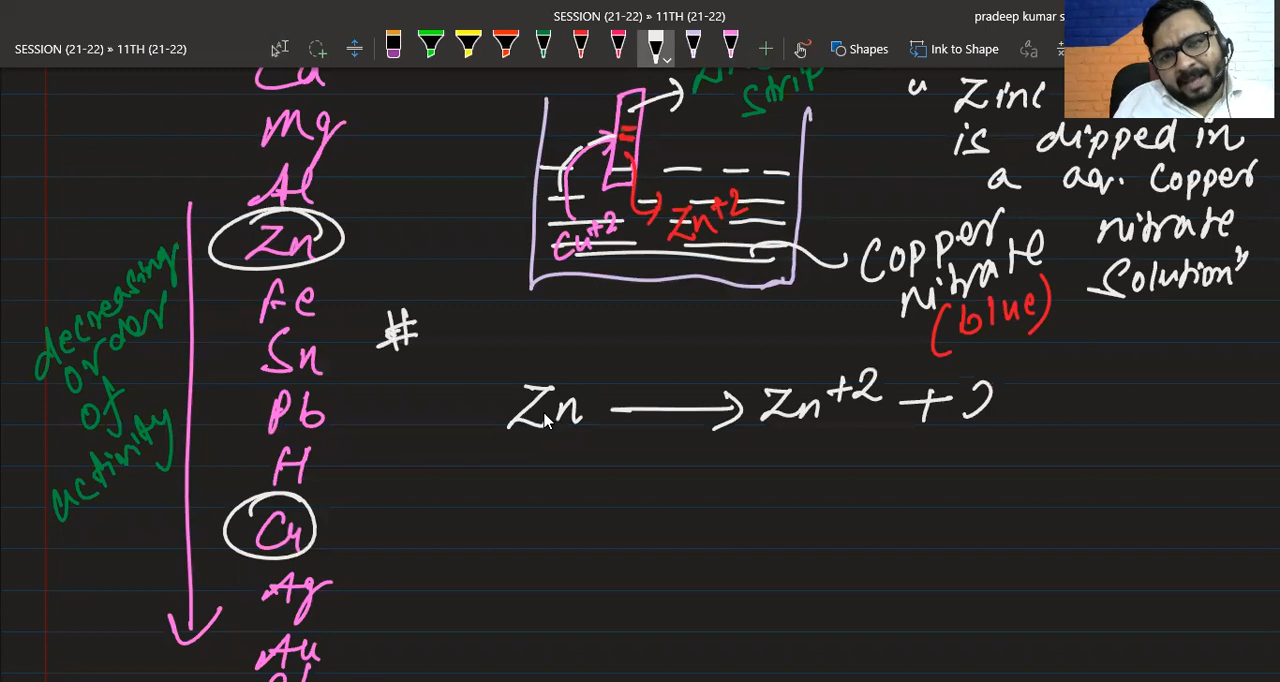 SESSION (21-22) » 11TH (21-22)
pradeep kumar s
SESSION (21-22) » 11TH (21-22)
Shapes
Ink to Shape
Mg
Al
Zn
Fe
Sn
Pb
H
Cu
Ag
Au
decreasing
order
of
activity
strip
Cu+2
Zn+2
Copper
nitrate
(blue)
" Zinc
is dipped in
a aq. Copper
nitrate
Solution"
#
Zn → Zn+2 +